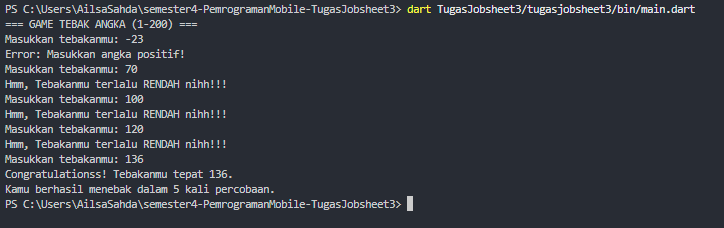 PS C:\Users\AilsaSahda\semester4-PemrogramanMobile-TugasJobsheet3> dart TugasJobsheet3/tugasjobsheet3/bin/main.dart
=== GAME TEBAK ANGKA (1-200) ===
Masukkan tebakanmu: -23
Error: Masukkan angka positif!
Masukkan tebakanmu: 70
Hmm, Tebakanmu terlalu RENDAH nihh!!!
Masukkan tebakanmu: 100
Hmm, Tebakanmu terlalu RENDAH nihh!!!
Masukkan tebakanmu: 120
Hmm, Tebakanmu terlalu RENDAH nihh!!!
Masukkan tebakanmu: 136
Congratulationss! Tebakanmu tepat 136.
Kamu berhasil menebak dalam 5 kali percobaan.
PS C:\Users\AilsaSahda\semester4-PemrogramanMobile-TugasJobsheet3>